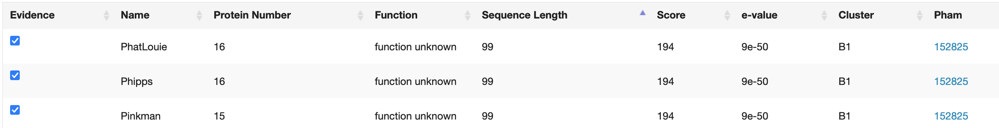 Evidence Name Protein Number Function Sequence Length Score e-value Cluster Pham
PhatLouie 16 function unknown 99 194 9e-50 B1 152825
Phipps 16 function unknown 99 194 9e-50 B1 152825
Pinkman 15 function unknown 99 194 9e-50 B1 152825